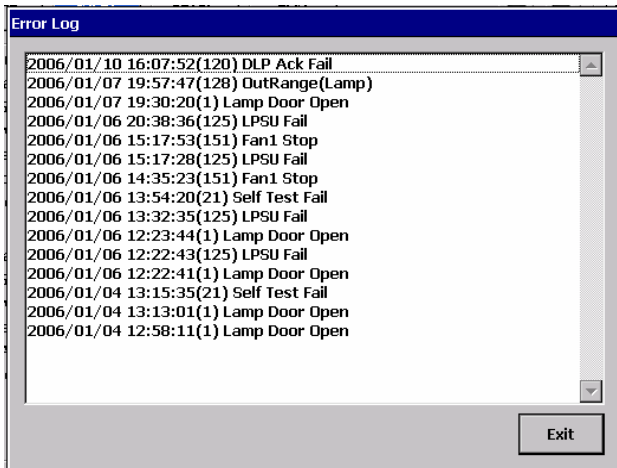 Error Log
2006/01/10 16:07:52(120) DLP Ack Fail
2006/01/07 19:57:47(128) OutRange(Lamp)
2006/01/07 19:30:20(1) Lamp Door Open
2006/01/06 20:38:36(125) LPSU Fail
2006/01/06 15:17:53(151) Fan1 Stop
2006/01/06 15:17:28(125) LPSU Fail
2006/01/06 14:35:23(151) Fan1 Stop
2006/01/06 13:54:20(21) Self Test Fail
2006/01/06 13:32:35(125) LPSU Fail
2006/01/06 12:23:44(1) Lamp Door Open
2006/01/06 12:22:43(125) LPSU Fail
2006/01/06 12:22:41(1) Lamp Door Open
2006/01/04 13:15:35(21) Self Test Fail
2006/01/04 13:13:01(1) Lamp Door Open
2006/01/04 12:58:11(1) Lamp Door Open
Exit